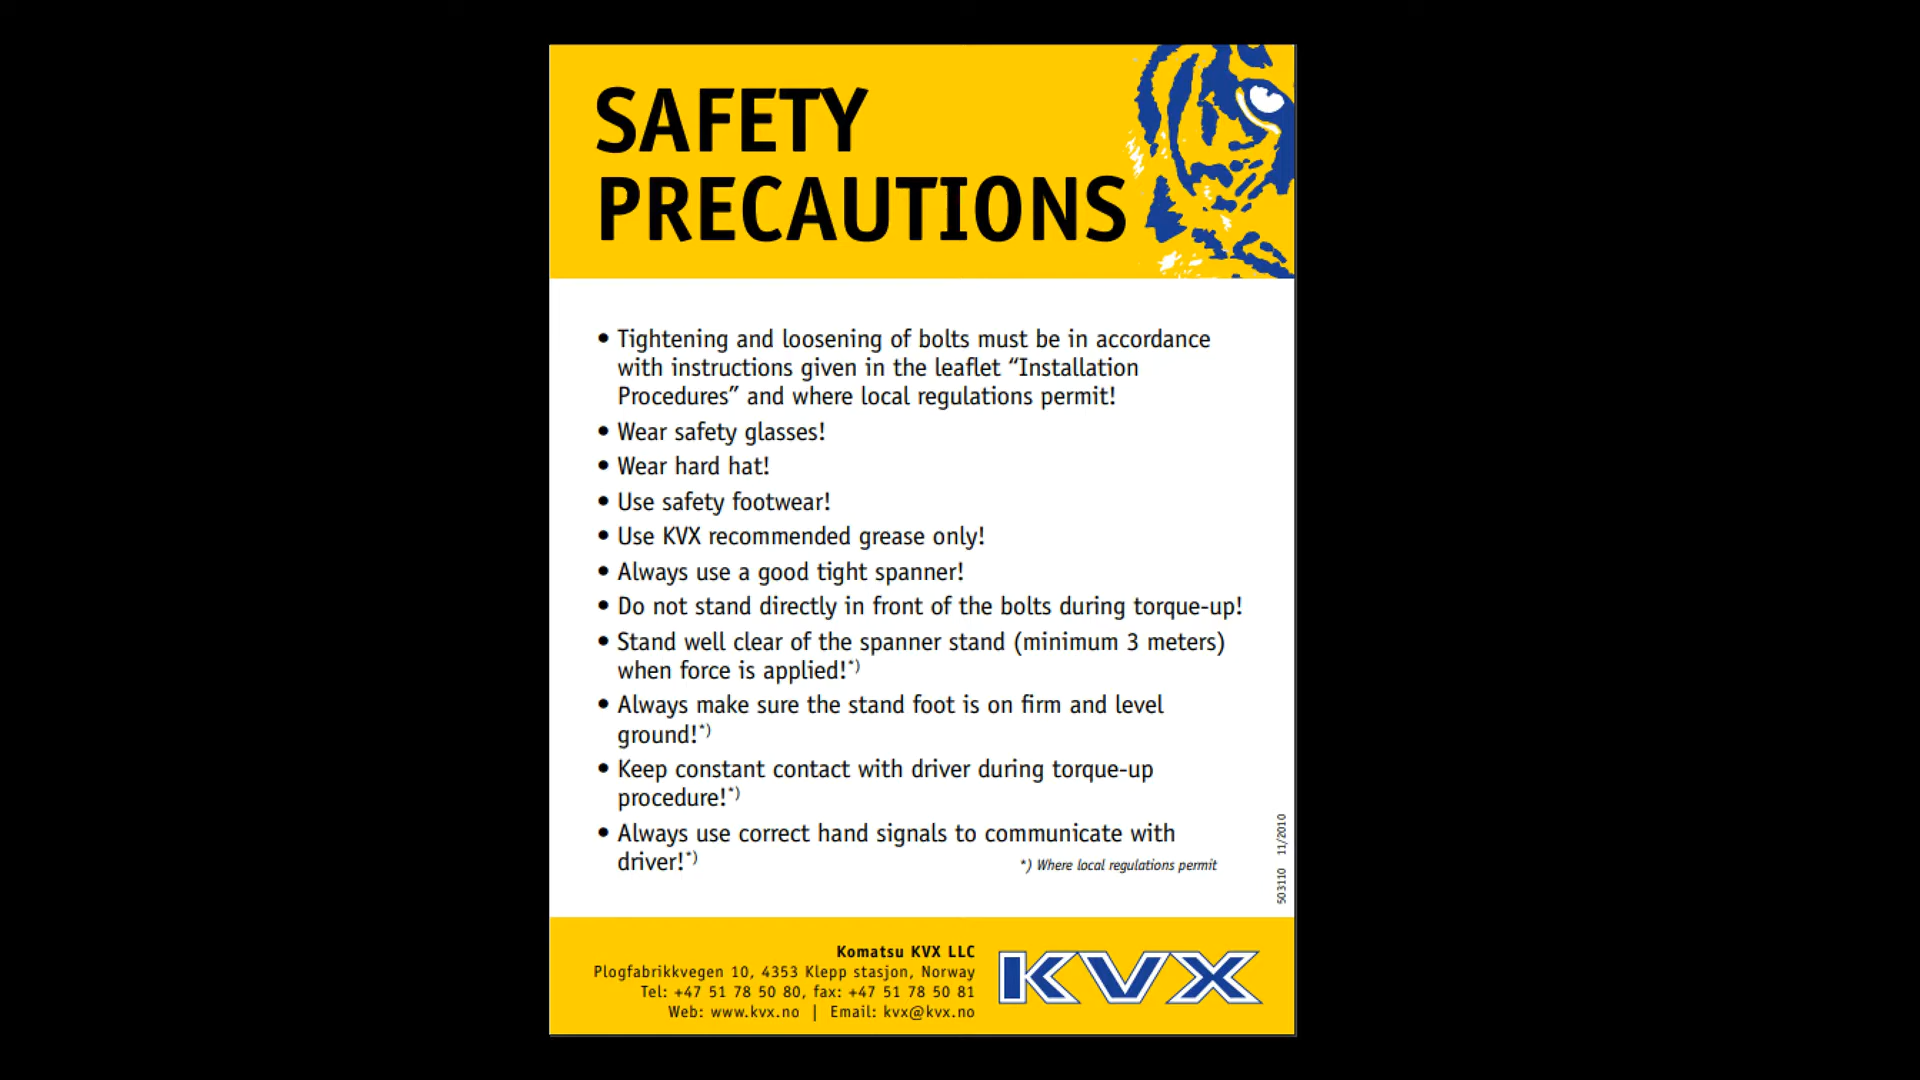 SAFETY
PRECAUTIONS
• Tightening and loosening of bolts must be in accordance
with instructions given in the leaflet “Installation
Procedures” and where local regulations permit!
• Wear safety glasses!
• Wear hard hat!
• Use safety footwear!
• Use KVX recommended grease only!
• Always use a good tight spanner!
• Do not stand directly in front of the bolts during torque-up!
• Stand well clear of the spanner stand (minimum 3 meters)
when force is applied!*)
• Always make sure the stand foot is on firm and level
ground!*)
• Keep constant contact with driver during torque-up
procedure!*)
• Always use correct hand signals to communicate with
driver!*)
*) Where local regulations permit
503110 11/2010
Komatsu KVX LLC
Plogfabrikkvegen 10, 4353 Klepp stasjon, Norway
Tel: +47 51 78 50 80, fax: +47 51 78 50 81
Web: www.kvx.no | Email: kvx@kvx.no
KVX